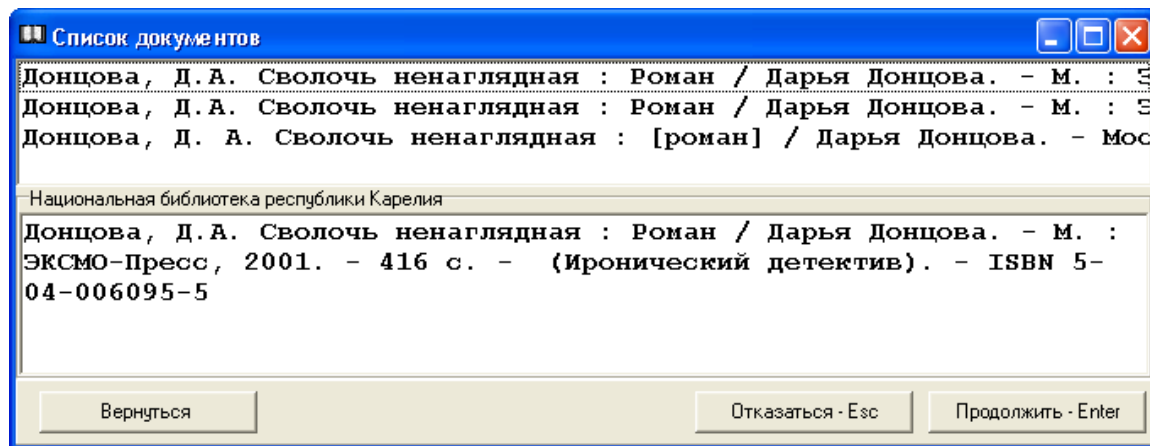 Список документов
Донцова, Д.А. Сволочь ненаглядная : Роман / Дарья Донцова. - М. : Э
Донцова, Д.А. Сволочь ненаглядная : Роман / Дарья Донцова. - М. : Э
Донцова, Д. А. Сволочь ненаглядная : [роман] / Дарья Донцова. - Мос
Национальная библиотека республики Карелия
Донцова, Д.А. Сволочь ненаглядная : Роман / Дарья Донцова. - М. :
ЭКСМО-Пресс, 2001. - 416 с. - (Иронический детектив). - ISBN 5-
04-006095-5
Вернуться Отказаться - Esc Продолжить - Enter